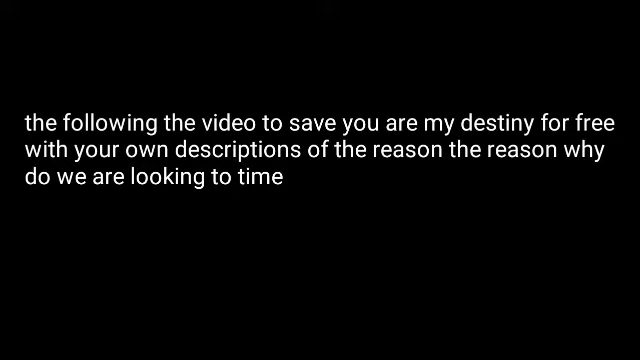 the following the video to save you are my destiny for free
with your own descriptions of the reason the reason why
do we are looking to time